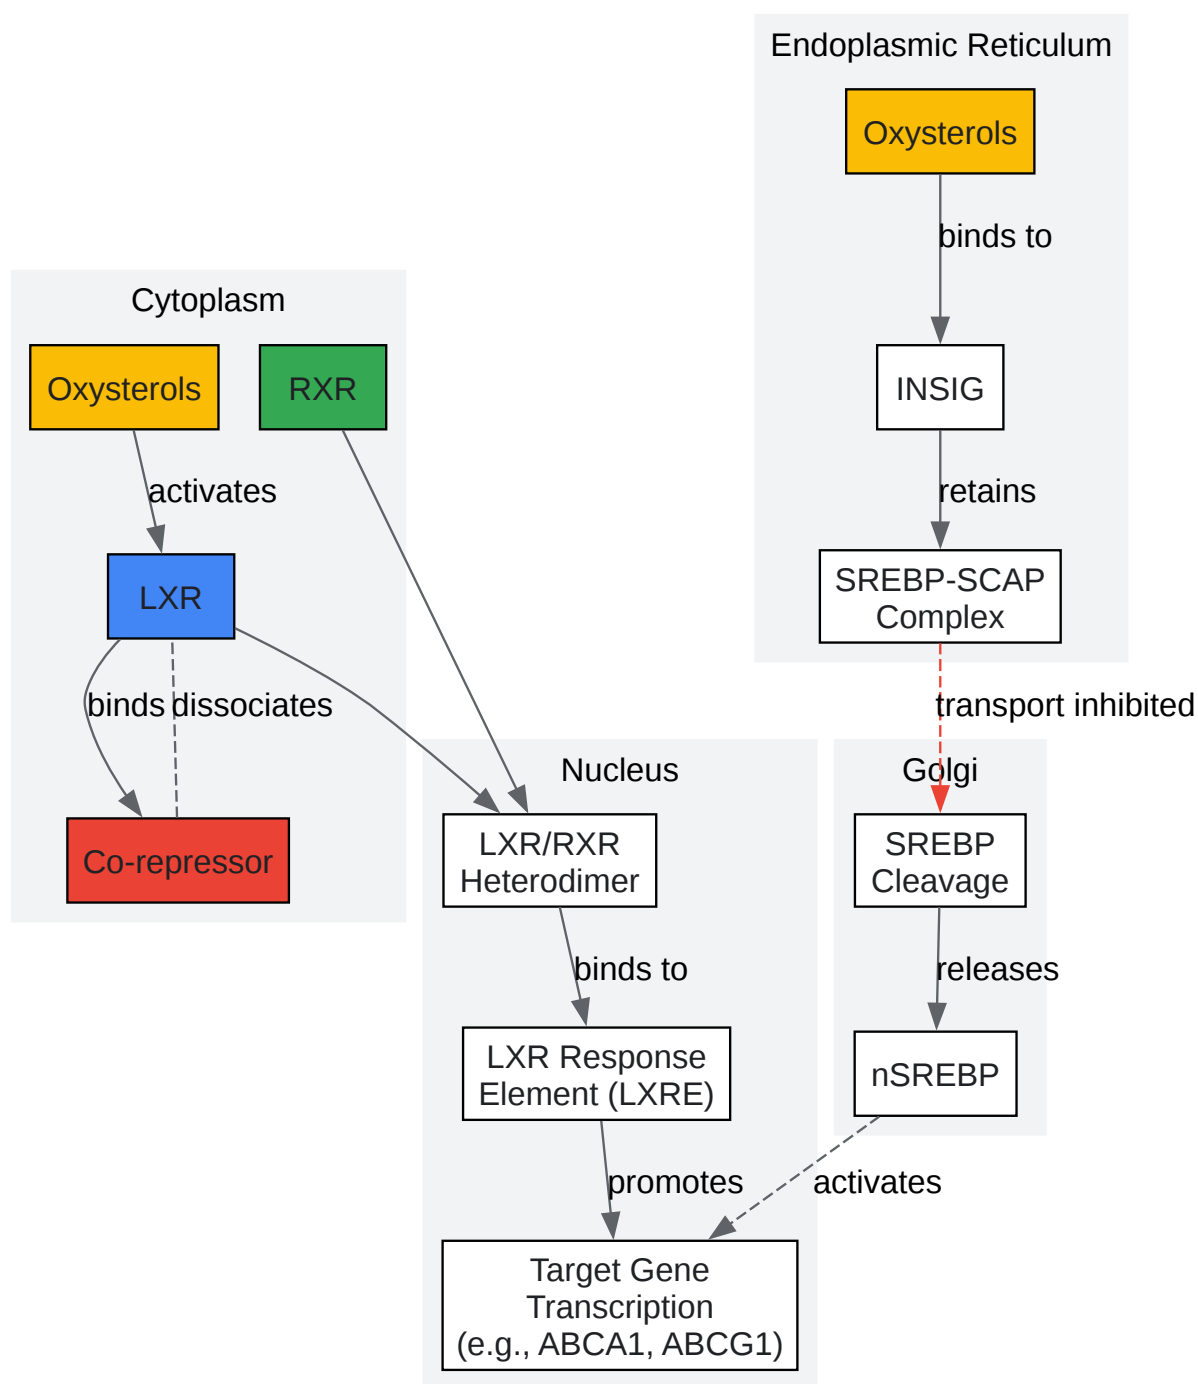 Endoplasmic Reticulum
Oxysterols
binds to
INSIG
retains
SREBP-SCAP
Complex
transport inhibited
Cytoplasm
Oxysterols
RXR
activates
LXR
binds
dissociates
Co-repressor
Nucleus
LXR/RXR
Heterodimer
binds to
LXR Response
Element (LXRE)
promotes
Target Gene
Transcription
(e.g., ABCA1, ABCG1)
Golgi
SREBP
Cleavage
releases
nSREBP
activates